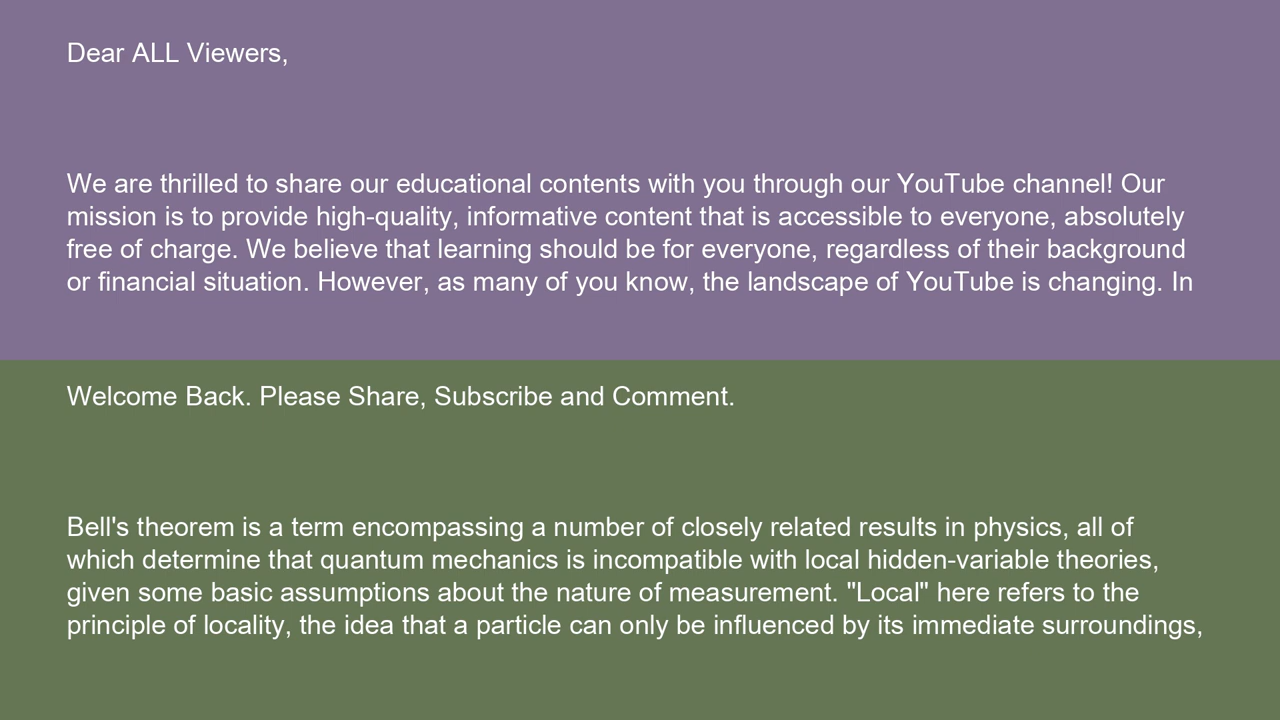 Dear ALL Viewers,
We are thrilled to share our educational contents with you through our YouTube channel! Our
mission is to provide high-quality, informative content that is accessible to everyone, absolutely
free of charge. We believe that learning should be for everyone, regardless of their background
or financial situation. However, as many of you know, the landscape of YouTube is changing. In
Welcome Back. Please Share, Subscribe and Comment.
Bell's theorem is a term encompassing a number of closely related results in physics, all of
which determine that quantum mechanics is incompatible with local hidden-variable theories,
given some basic assumptions about the nature of measurement. "Local" here refers to the
principle of locality, the idea that a particle can only be influenced by its immediate surroundings,